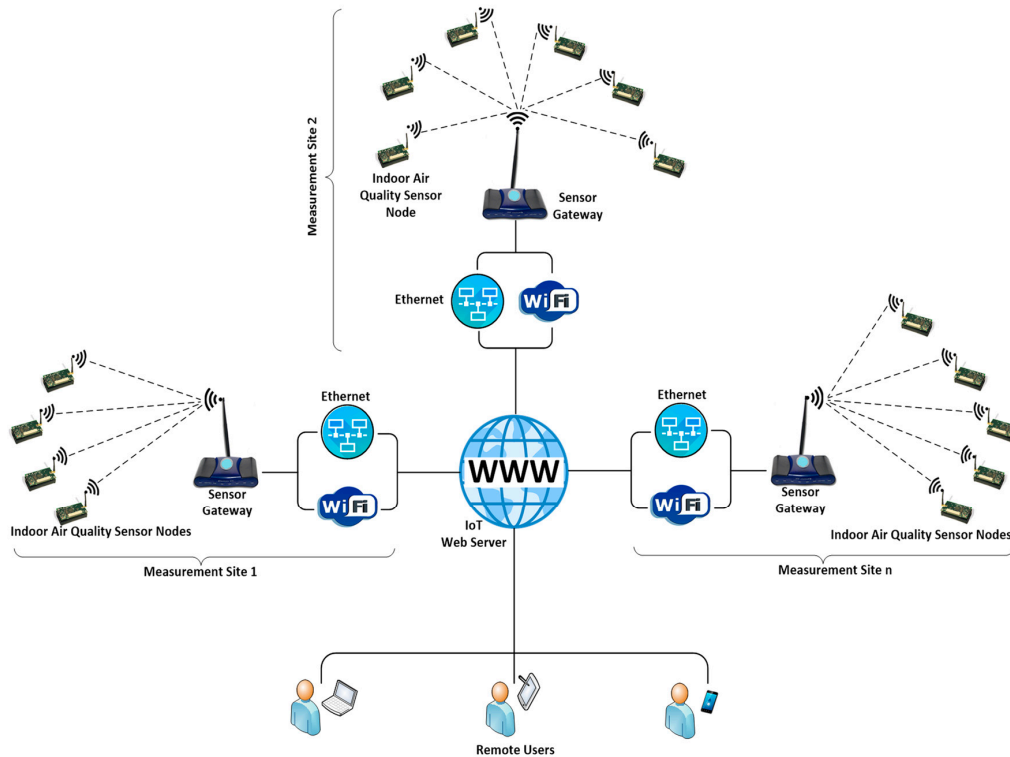 Measurement Site 2
Indoor Air
Quality Sensor
Node
Sensor
Gateway
Ethernet
WiFi
Ethernet
WiFi
Sensor
Gateway
Indoor Air Quality Sensor Nodes
Measurement Site 1
WWW
IoT
Web Server
Ethernet
WiFi
Sensor
Gateway
Indoor Air Quality Sensor Nodes
Measurement Site n
Remote Users